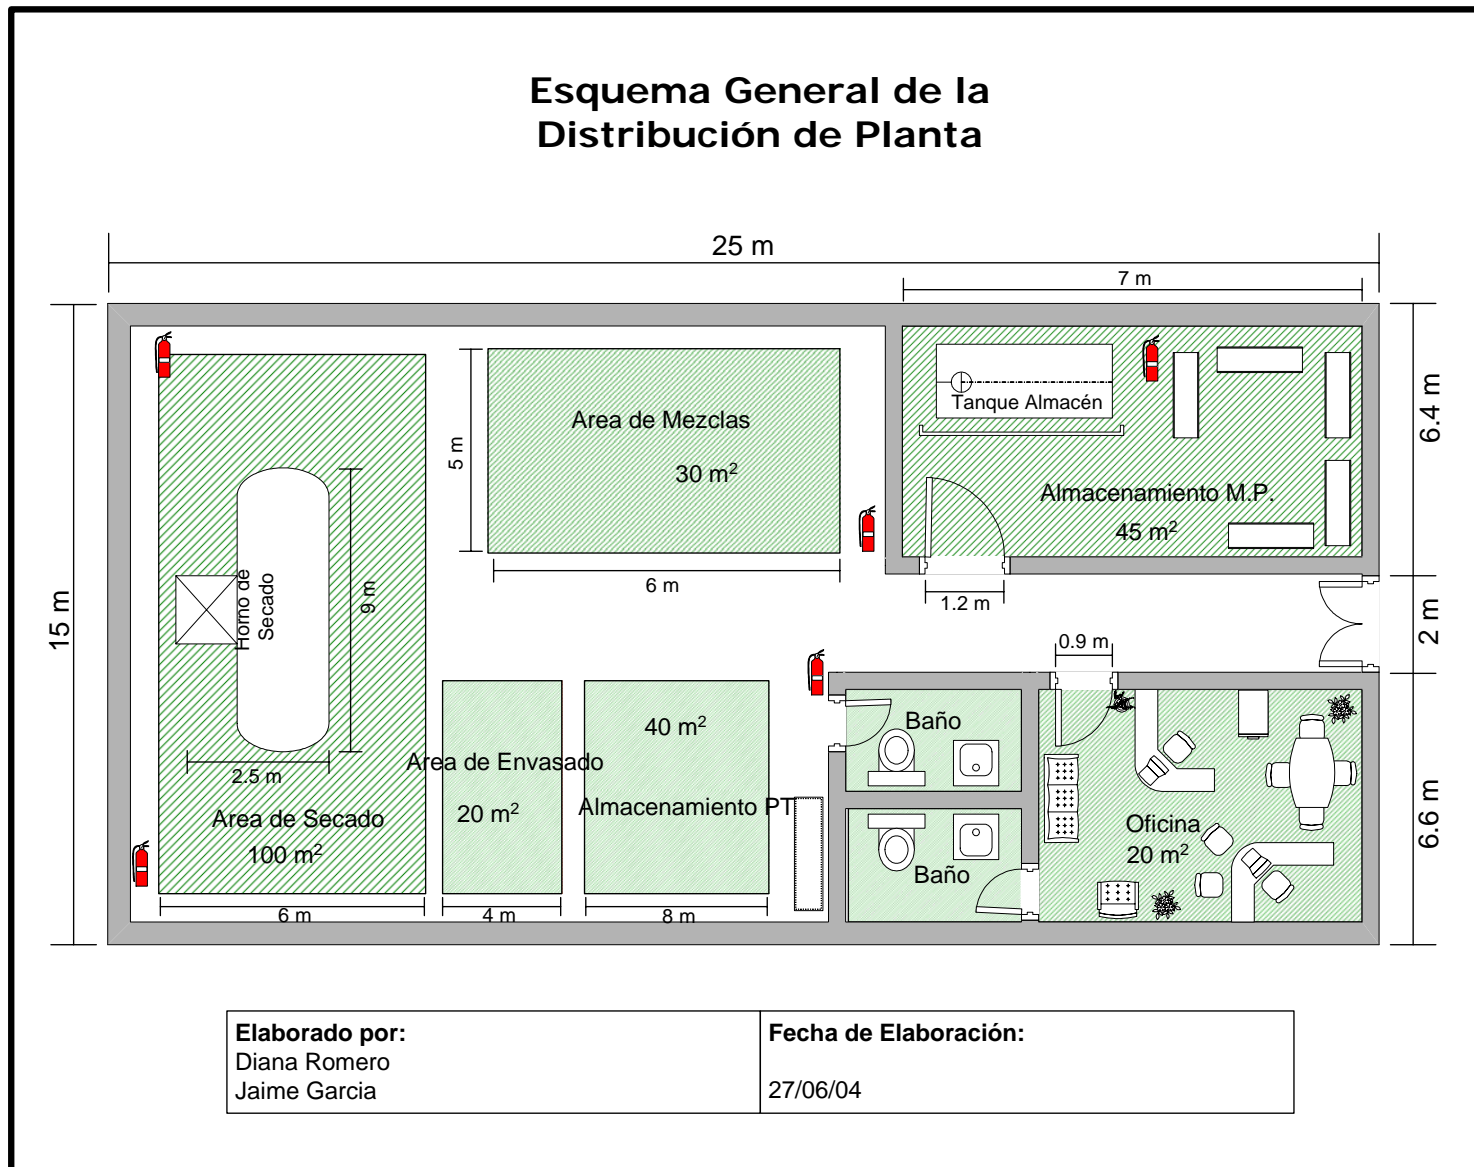 Esquema General de la
Distribución de Planta
25 m
7 m
15 m
6.4 m
2 m
6.6 m
5 m
Area de Mezclas
30 m²
6 m
Tanque Almacén
Almacenamiento M.P.
45 m²
1.2 m
0.9 m
Horno de
Secado
9 m
2.5 m
Area de Secado
100 m²
6 m
Area de Envasado
20 m²
4 m
40 m²
Almacenamiento PT
8 m
Baño
Baño
Oficina
20 m²
Elaborado por:
Diana Romero
Jaime Garcia
Fecha de Elaboración:
27/06/04